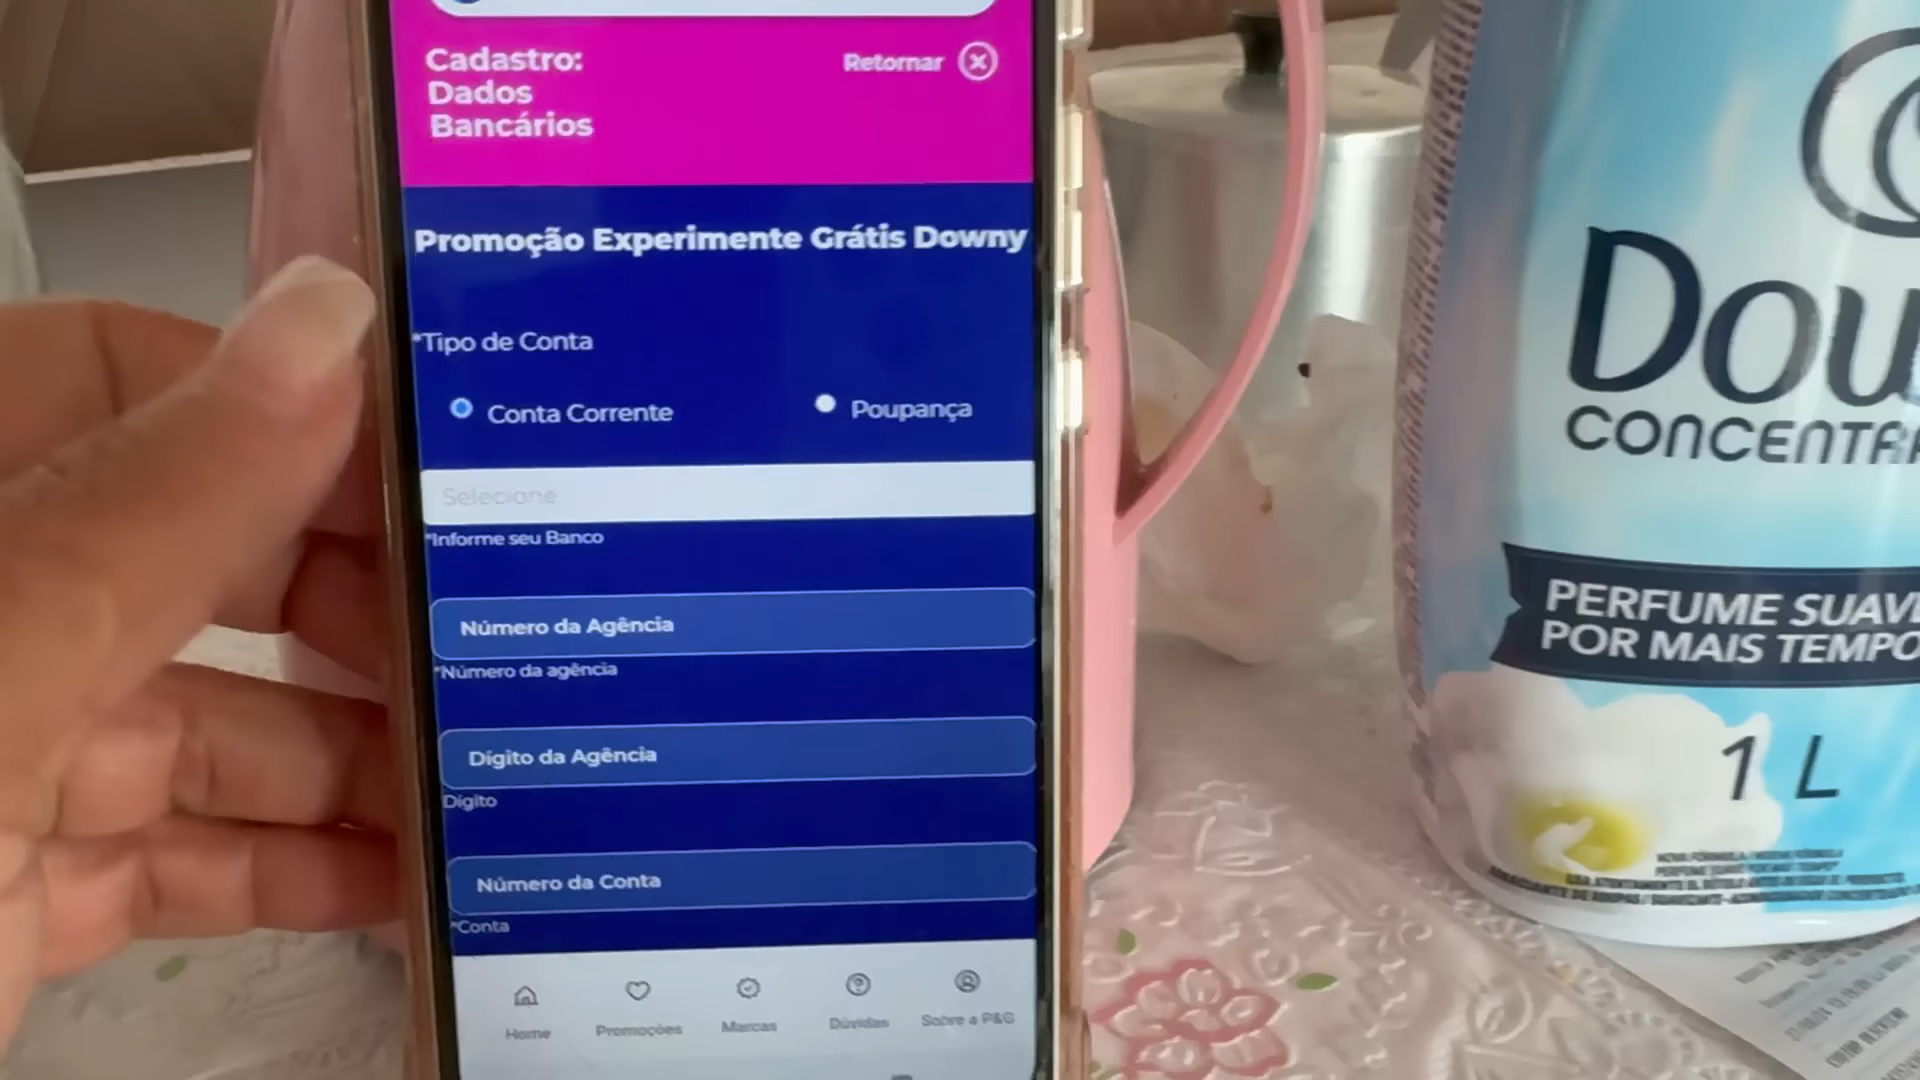 Cadastro:
Dados
Bancários
Retornar
Promoção Experimente Grátis Downy
*Tipo de Conta
Conta Corrente
Poupança
Selecione
*Informe seu Banco
Número da Agência
*Número da agência
Dígito da Agência
Dígito
Número da Conta
*Conta
Home
Promoções
Marcas
Dúvidas
Sobre a P&G
Dow
CONCENTRA
PERFUME SUAVE
POR MAIS TEMPO
1 L